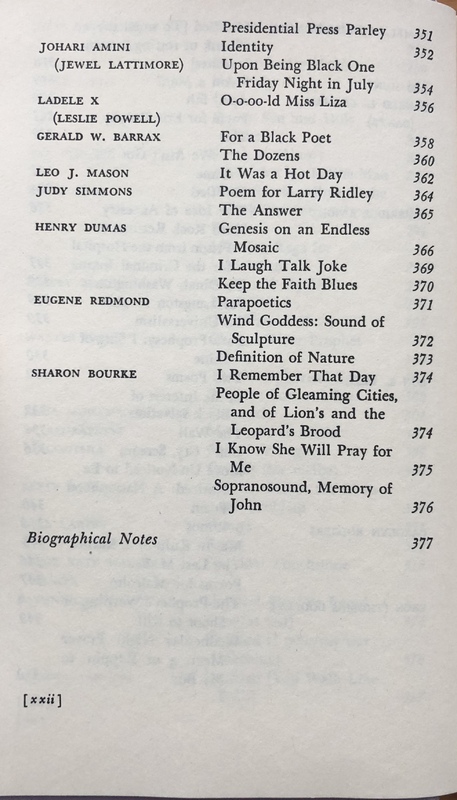 Presidential Press Parley 351
JOHARI AMINI Identity 352
(JEWEL LATTIMORE) Upon Being Black One
Friday Night in July 354
LADELE X O-o-oo-ld Miss Liza 356
(LESLIE POWELL)
GERALD W. BARRAX For a Black Poet 358
The Dozens 360
LEO J. MASON It Was a Hot Day 362
JUDY SIMMONS Poem for Larry Ridley 364
The Answer 365
HENRY DUMAS Genesis on an Endless
Mosaic 366
I Laugh Talk Joke 369
Keep the Faith Blues 370
EUGENE REDMOND Parapoetics 371
Wind Goddess: Sound of
Sculpture 372
Definition of Nature 373
SHARON BOURKE I Remember That Day 374
People of Gleaming Cities,
and of Lion's and the
Leopard's Brood 374
I Know She Will Pray for
Me 375
Sopranosound, Memory of
John 376
Biographical Notes 377
[xxii]